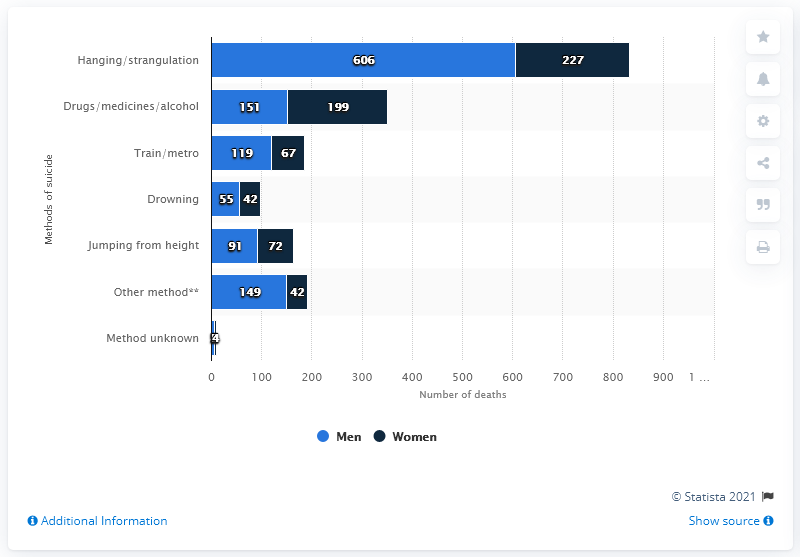 Hanging/strangulation 606 227
Drugs/medicines/alcohol 151 199
Train/metro 119 67
Drowning 55 42
Jumping from height 91 72
Other method** 149 42
Method unknown 4
Methods of suicide
0 100 200 300 400 500 600 700 800 900 1 ...
Number of deaths
Men Women
© Statista 2021
Additional Information Show source